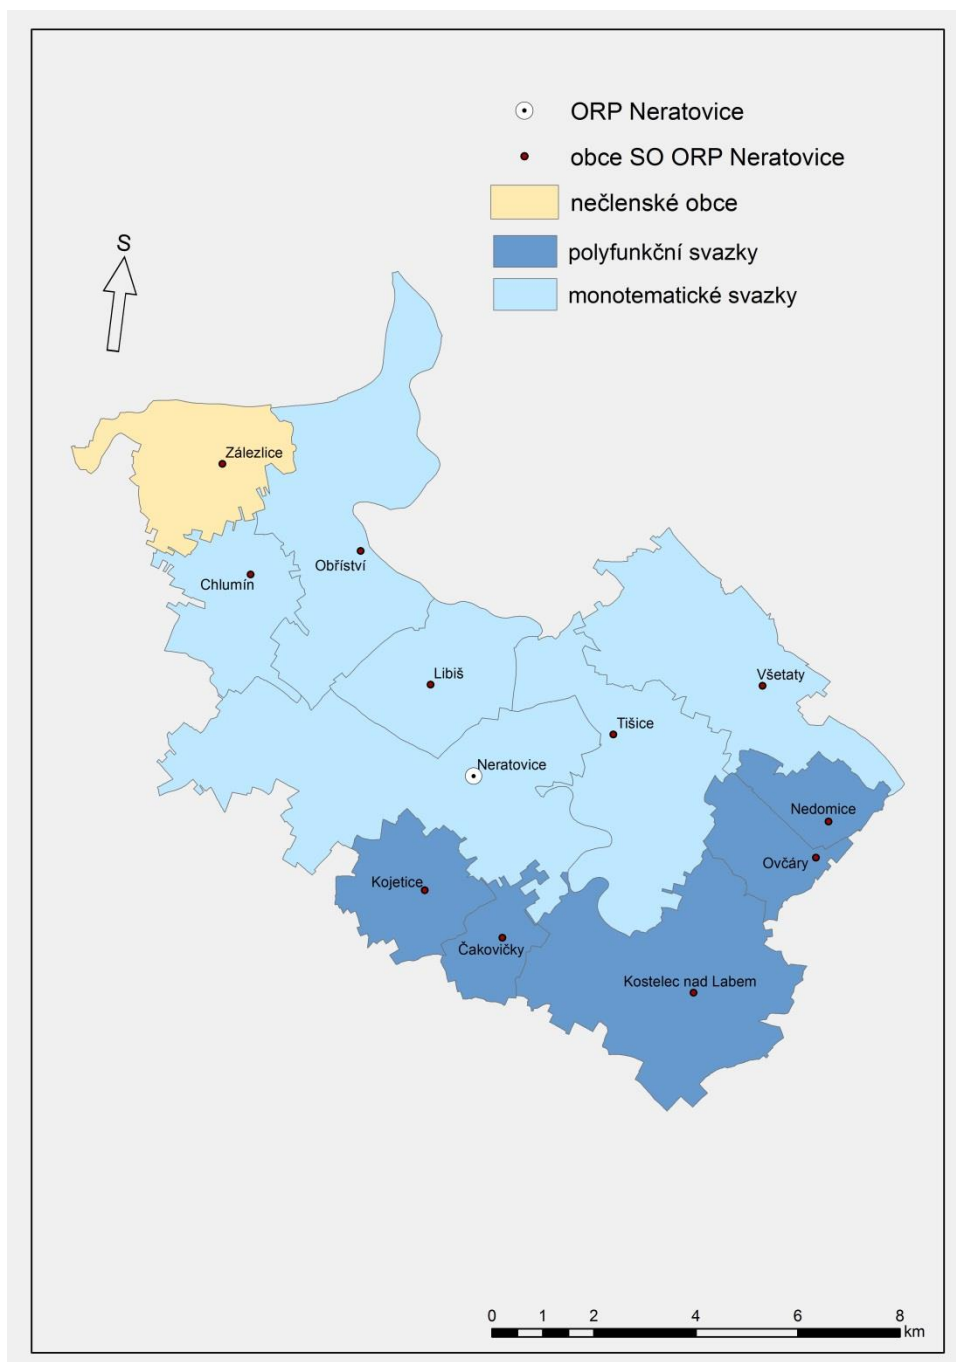 ORP Neratovice
obce SO ORP Neratovice
nečlenské obce
polyfunkční svazky
monotematické svazky
S
Zálezlice
Obříství
Chlumín
Libiš
Všetaty
Tišice
Neratovice
Nedomice
Ovčáry
Kojetice
Čakovičky
Kostelec nad Labem
0 1 2 4 6 8
km